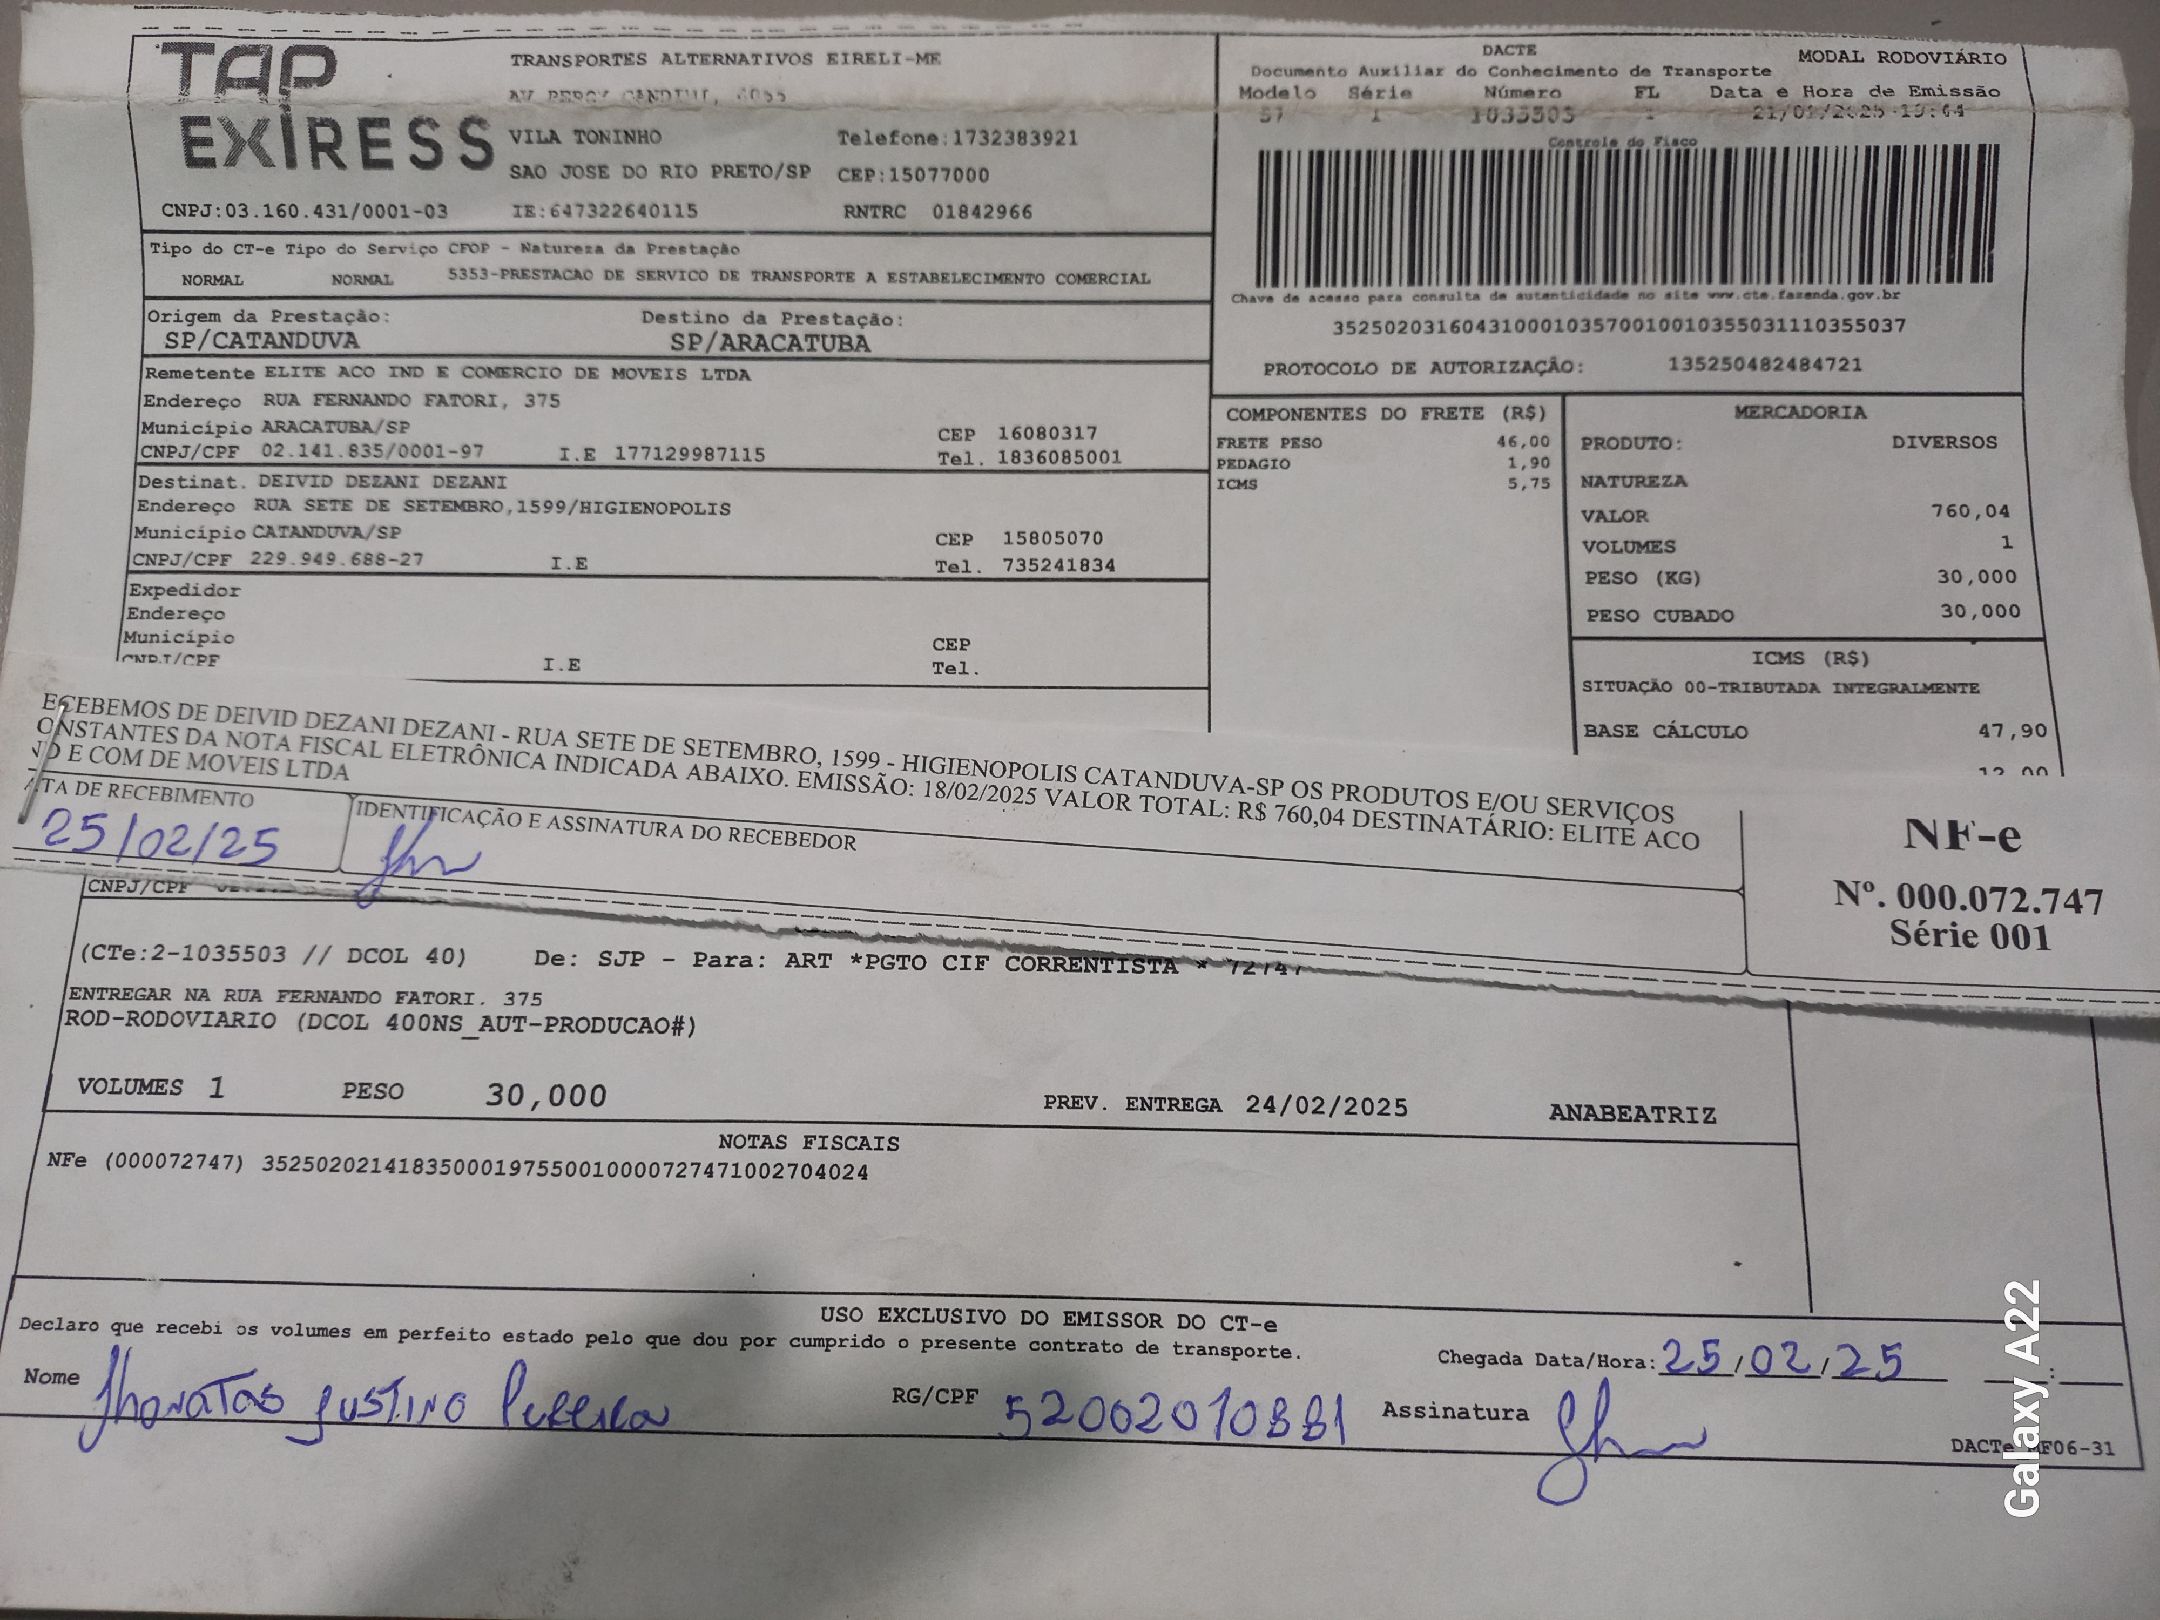 TAP
EXPRESS
TRANSPORTES ALTERNATIVOS EIRELI-ME
VILA TONINHO Telefone:1732383921
SAO JOSE DO RIO PRETO/SP CEP:15077000
CNPJ:03.160.431/0001-03 IE:647322640115 RNTRC 01842966
DACTE MODAL RODOVIÁRIO
Documento Auxiliar do Conhecimento de Transporte
Modelo Série Número FL Data e Hora de Emissão
57 1 1035503 1
Controle do Fisco
Chave de acesso para consulta de autenticidade no site www.cte.fazenda.gov.br
35250203160431000103570010010355031110355037
PROTOCOLO DE AUTORIZAÇÃO: 135250482484721
Tipo do CT-e Tipo do Serviço CFOP - Natureza da Prestação
NORMAL NORMAL 5353-PRESTACAO DE SERVICO DE TRANSPORTE A ESTABELECIMENTO COMERCIAL
Origem da Prestação: Destino da Prestação:
SP/CATANDUVA SP/ARACATUBA
Remetente ELITE ACO IND E COMERCIO DE MOVEIS LTDA
Endereço RUA FERNANDO FATORI, 375
Município ARACATUBA/SP CEP 16080317
CNPJ/CPF 02.141.835/0001-97 I.E 177129987115 Tel. 1836085001
Destinat. DEIVID DEZANI DEZANI
Endereço RUA SETE DE SETEMBRO,1599/HIGIENOPOLIS
Município CATANDUVA/SP CEP 15805070
CNPJ/CPF 229.949.688-27 I.E Tel. 735241834
Expedidor
Endereço
Município CEP
CNPJ/CPF I.E Tel.
COMPONENTES DO FRETE (R$)
FRETE PESO 46,00
PEDAGIO 1,90
ICMS 5,75
MERCADORIA
PRODUTO: DIVERSOS
NATUREZA
VALOR 760,04
VOLUMES 1
PESO (KG) 30,000
PESO CUBADO 30,000
ICMS (R$)
SITUAÇÃO 00-TRIBUTADA INTEGRALMENTE
BASE CÁLCULO 47,90
12,00
ECEBEMOS DE DEIVID DEZANI DEZANI - RUA SETE DE SETEMBRO, 1599 - HIGIENOPOLIS CATANDUVA-SP OS PRODUTOS E/OU SERVIÇOS
ONSTANTES DA NOTA FISCAL ELETRÔNICA INDICADA ABAIXO. EMISSÃO: 18/02/2025 VALOR TOTAL: R$ 760,04 DESTINATÁRIO: ELITE ACO
ND E COM DE MOVEIS LTDA
ATA DE RECEBIMENTO IDENTIFICAÇÃO E ASSINATURA DO RECEBEDOR
25/02/25
NF-e
Nº. 000.072.747
Série 001
CNPJ/CPF
(CTe:2-1035503 // DCOL 40) De: SJP - Para: ART *PGTO CIF CORRENTISTA * 72747
ENTREGAR NA RUA FERNANDO FATORI. 375
ROD-RODOVIARIO (DCOL 400NS_AUT-PRODUCAO#)
VOLUMES 1 PESO 30,000 PREV. ENTREGA 24/02/2025 ANABEATRIZ
NOTAS FISCAIS
NFe (000072747) 35250202141835000197550010000727471002704024
USO EXCLUSIVO DO EMISSOR DO CT-e
Declaro que recebi os volumes em perfeito estado pelo que dou por cumprido o presente contrato de transporte.
Chegada Data/Hora: 25/02/25 :
Nome Jhonatas Justino Pereira RG/CPF 52002010881 Assinatura
DACTe MF06-31
Galaxy A22